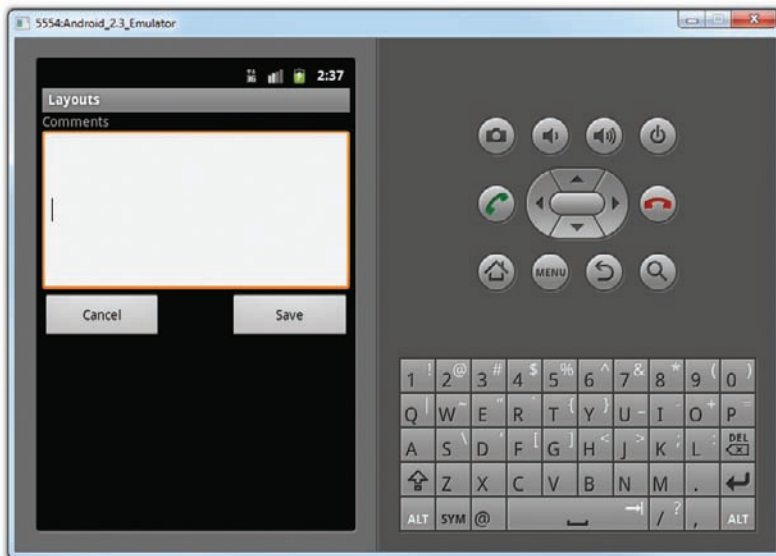 5554:Android_2.3_Emulator
3G 2:37
Layouts
Comments
Cancel Save
MENU
1 ! 2 @ 3 # 4 $ 5 % 6 ^ 7 & 8 * 9 ( 0 )
Q | W ~ E " R ` T { Y } U _ I - O + P =
A S \ D ' F [ G ] H < J > K ; L : DEL
Z X C V B N M .
ALT SYM @ / ? , ALT